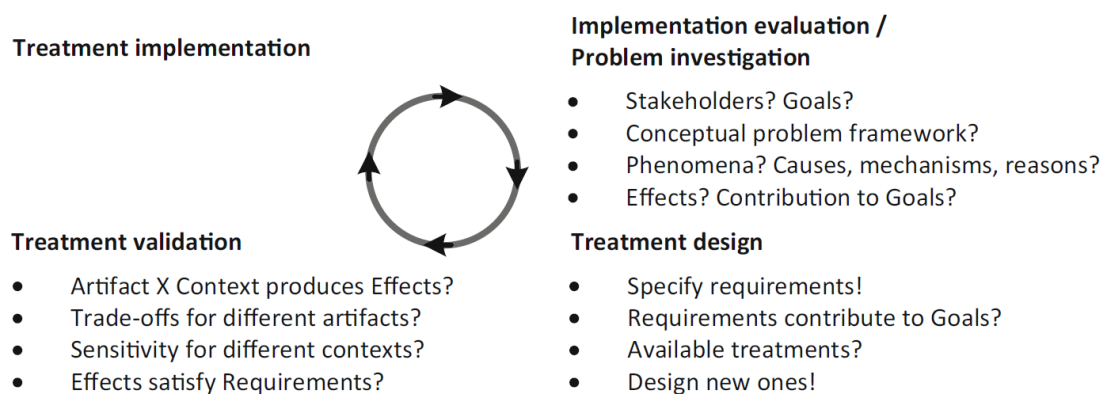 Treatment implementation
Implementation evaluation /
Problem investigation
• Stakeholders? Goals?
• Conceptual problem framework?
• Phenomena? Causes, mechanisms, reasons?
• Effects? Contribution to Goals?
Treatment validation
• Artifact X Context produces Effects?
• Trade-offs for different artifacts?
• Sensitivity for different contexts?
• Effects satisfy Requirements?
Treatment design
• Specify requirements!
• Requirements contribute to Goals?
• Available treatments?
• Design new ones!